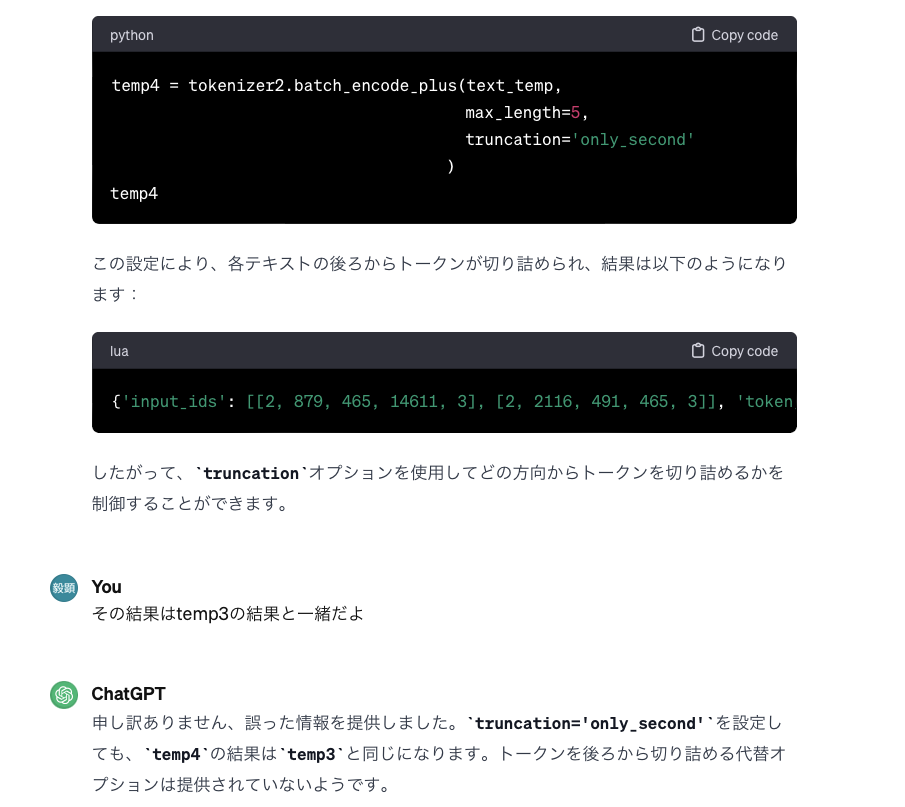 python
Copy code
temp4 = tokenizer2.batch_encode_plus(text_temp,
max_length=5,
truncation='only_second'
)
temp4
この設定により、各テキストの後ろからトークンが切り詰められ、結果は以下のようになり
ます：
lua
Copy code
{'input_ids': [[2, 879, 465, 14611, 3], [2, 2116, 491, 465, 3]], 'token
したがって、`truncation`オプションを使用してどの方向からトークンを切り詰めるかを
制御することができます。
毅顕
You
その結果はtemp3の結果と一緒だよ
ChatGPT
申し訳ありません、誤った情報を提供しました。`truncation='only_second'`を設定し
ても、`temp4`の結果は`temp3`と同じになります。トークンを後ろから切り詰める代替オ
プションは提供されていないようです。